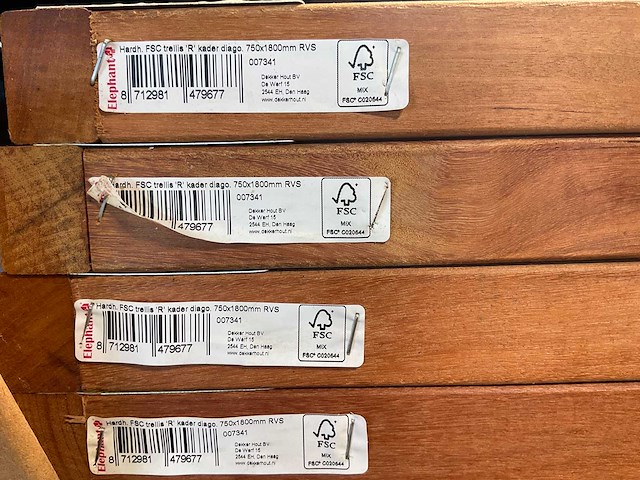 Hardh. FSC trellis 'R' kader diago. 750x1800mm RVS
007341
Elephant
8 712981 479677
Dekker Hout BV
De Werf 15
2544 EH, Den Haag
www.dekkerhout.nl
FSC
MIX
FSC® C020644
ardh. FSC trellis 'R' kader diago. 750x1800mm RVS
007341
479677
Dekker Hout BV
De Werf 15
2544 EH, Den Haag
www.dekkerhout.nl
FSC
MIX
FSC® C020644
Hardh. FSC trellis 'R' kader diago. 750x1800mm RVS
007341
Elephant
8 712981 479677
Dekker Hout BV
De Werf 15
2544 EH, Den Haag
www.dekkerhout.nl
FSC
MIX
FSC® C020644
Hardh. FSC trellis 'R' kader diago. 750x1800mm RVS
007341
Elephant
8 712981 479677
Dekker Hout BV
De Werf 15
2544 EH, Den Haag
www.dekkerhout.nl
FSC
MIX
FSC® C020644